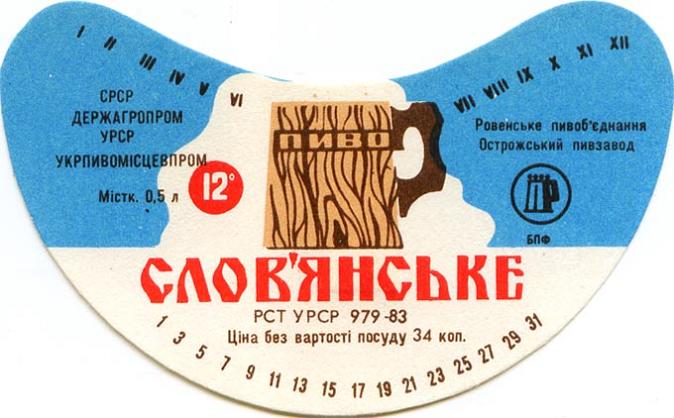 I II III IV V VI
VII VIII IX X XI XII
СРСР
ДЕРЖАГРОПРОМ
УРСР
УКРПИВОМІСЦЕВПРОМ
Містк. 0,5 л
12°
ПИВО
Ровенське пивоб'єднання
Острожський пивзавод
ПР
БПФ
СЛОВ'ЯНСЬКЕ
РСТ УРСР 979-83
Ціна без вартості посуду 34 коп.
1 3 5 7 9 11 13 15 17 19 21 23 25 27 29 31